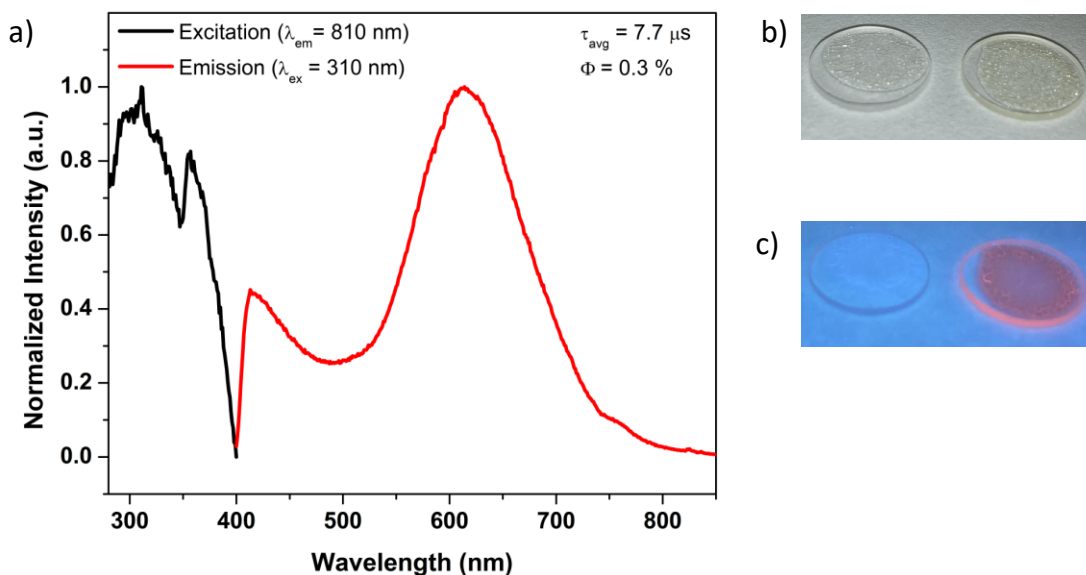 a)
Excitation (λem = 810 nm)
Emission (λex = 310 nm)
τavg = 7.7 μs
Φ = 0.3 %
Normalized Intensity (a.u.)
1.0
0.8
0.6
0.4
0.2
0.0
300 400 500 600 700 800
Wavelength (nm)
b)
c)